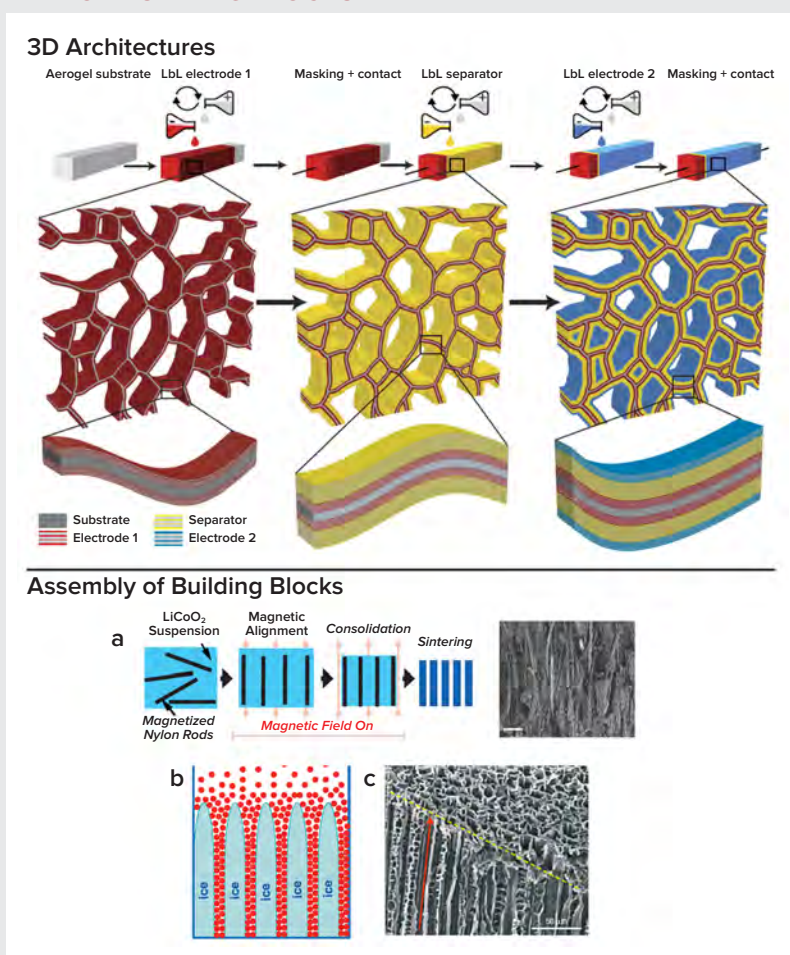 3D Architectures
Aerogel substrate LbL electrode 1 Masking + contact LbL separator LbL electrode 2 Masking + contact
Substrate Separator
Electrode 1 Electrode 2
Assembly of Building Blocks
a
LiCoO₂
Suspension
Magnetic
Alignment
Consolidation
Sintering
Magnetized
Nylon Rods
Magnetic Field On
b c
ice ice ice ice ice
50 µm